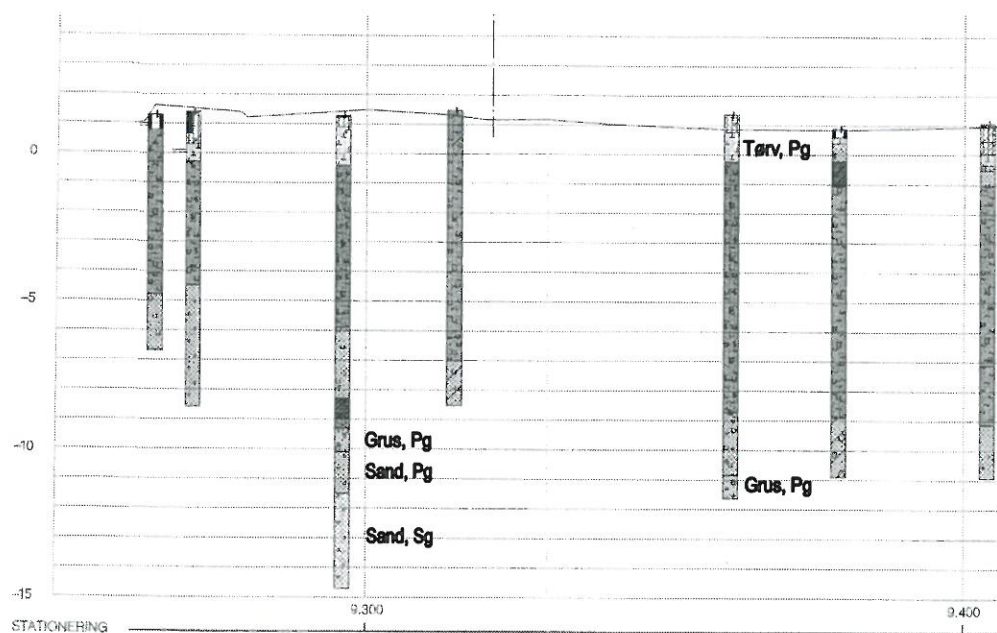 0
Tørv, Pg
-5
-10
Grus, Pg
Sand, Pg
Grus, Pg
Sand, Sg
-15
9.300
9.400
STATIONERING